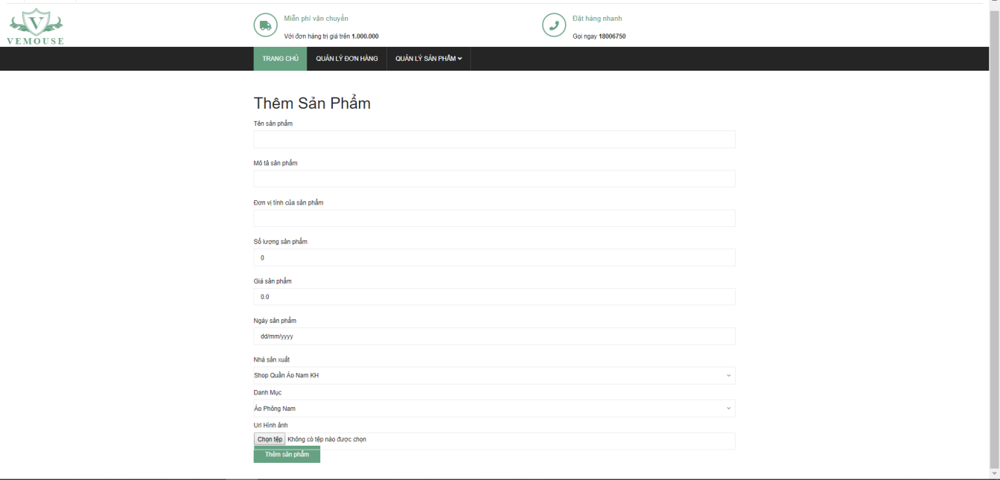 V
VEMOUSE
Miễn phí vận chuyển
Với đơn hàng trị giá trên 1.000.000
Đặt hàng nhanh
Gọi ngay 18006750
TRANG CHỦ QUẢN LÝ ĐƠN HÀNG QUẢN LÝ SẢN PHẨM
Thêm Sản Phẩm
Tên sản phẩm
Mô tả sản phẩm
Đơn vị tính của sản phẩm
Số lượng sản phẩm
0
Giá sản phẩm
0.0
Ngày sản phẩm
dd/mm/yyyy
Nhà sản xuất
Shop Quần Áo Nam KH
Danh Mục
Áo Phông Nam
Url Hình ảnh
Chọn tệp Không có tệp nào được chọn
Thêm sản phẩm